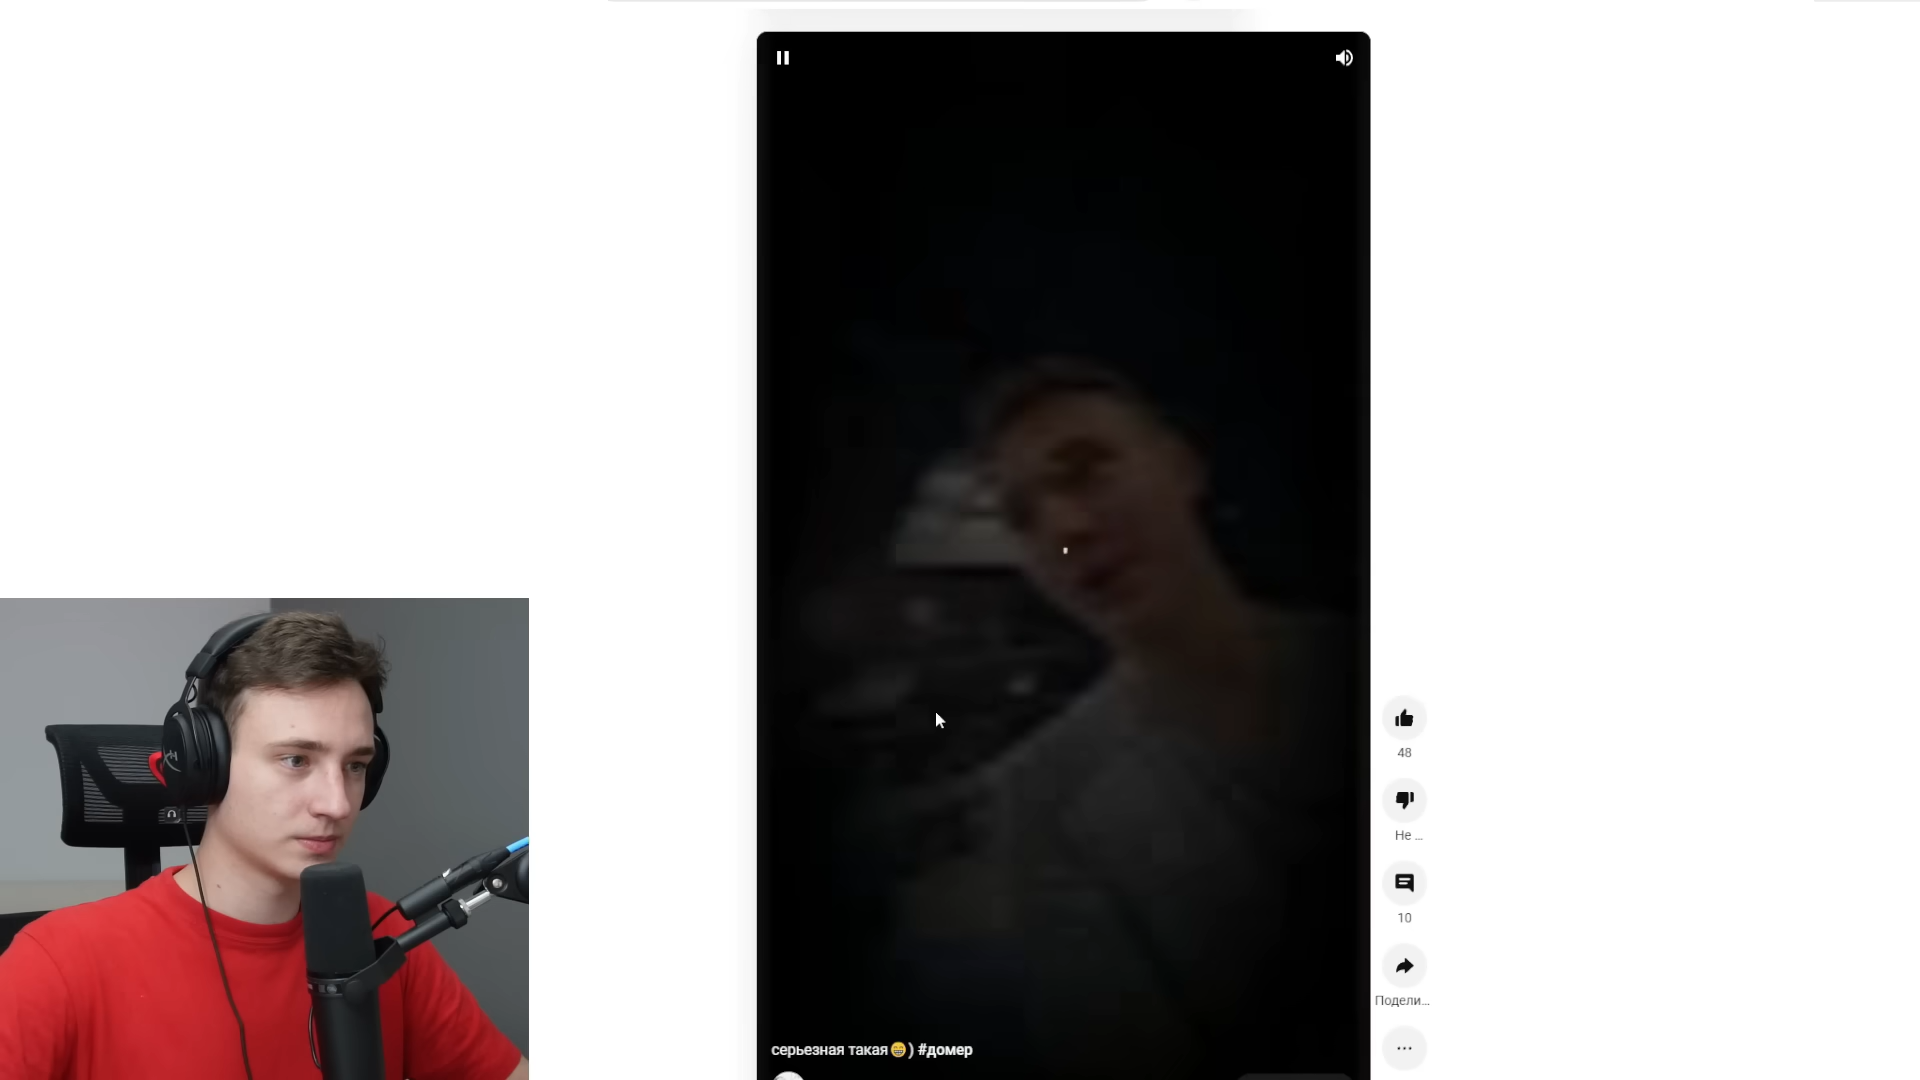 48
Не ...
10
Подели...
серьезная такая😁) #домер